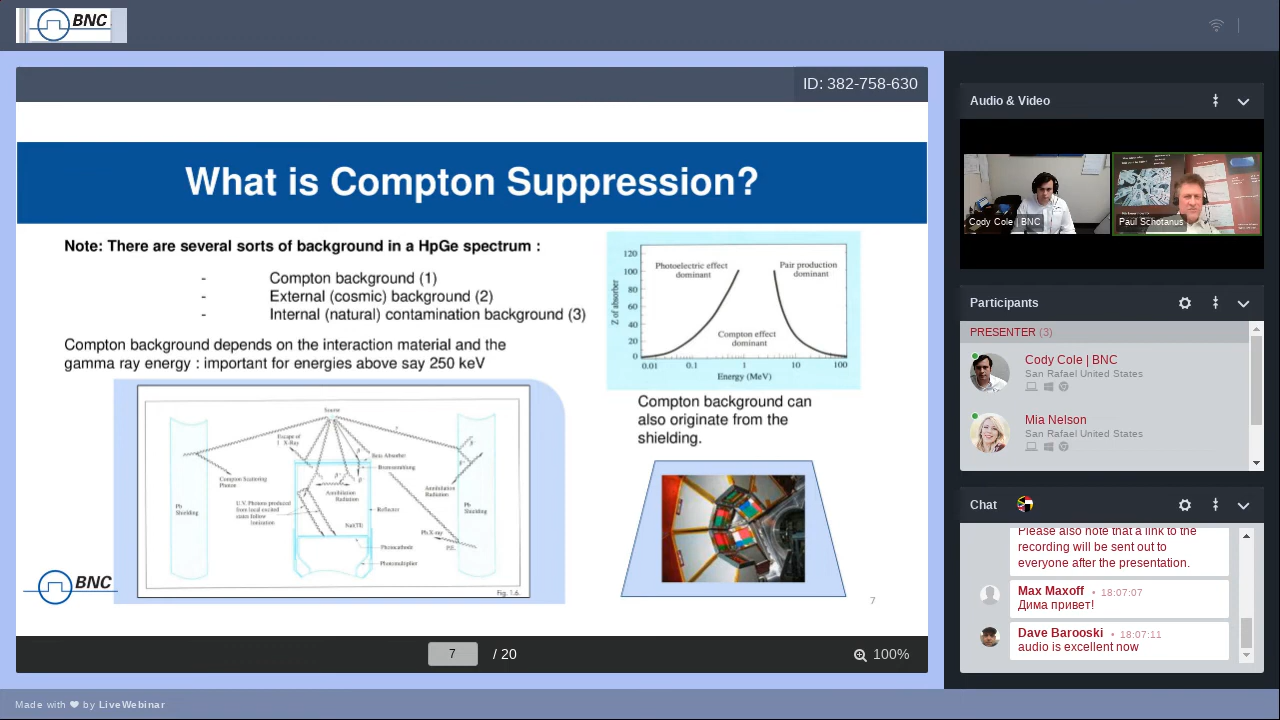 BNC
ID: 382-758-630
What is Compton Suppression?
Note: There are several sorts of background in a HpGe spectrum :
- Compton background (1)
- External (cosmic) background (2)
- Internal (natural) contamination background (3)
Compton background depends on the interaction material and the
gamma ray energy : important for energies above say 250 keV
Z of absorber
120
100
80
60
40
20
0
Photoelectric effect
dominant
Pair production
dominant
Compton effect
dominant
0.01 0.1 1 10 100
Energy (MeV)
Compton background can
also originate from the
shielding.
Source
Escape of
X-Ray
Beta Absorber
Bremsstrahlung
Compton Scattering
Photon
Annihilation
Radiation
Annihilation
Radiation
U.V. Photons produced
from local excited
states follow
Ionization
Pb
Shielding
Pb
Shielding
Reflector
Pb X-ray
P.E.
Photocathode
Photomultiplier
Fig. 1.6.
BNC
7
7 / 20
100%
Made with ❤ by LiveWebinar
Audio & Video
Cody Cole | BNC
Paul Schotanus
Participants
PRESENTER (3)
Cody Cole | BNC
San Rafael United States
Mia Nelson
San Rafael United States
Chat
Please also note that a link to the
recording will be sent out to
everyone after the presentation.
Max Maxoff • 18:07:07
Дима привет!
Dave Barooski • 18:07:11
audio is excellent now